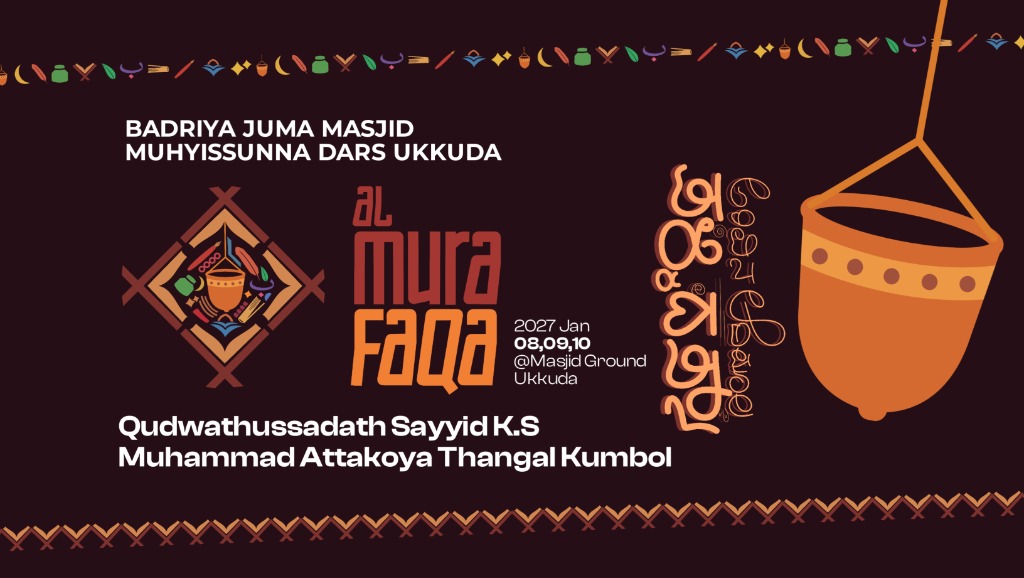 BADRIYA JUMA MASJID
MUHYISSUNNA DARS UKKUDA
al
mura
Faqa
2027 Jan
08,09,10
@Masjid Ground
Ukkuda
Qudwathussadath Sayyid K.S
Muhammad Attakoya Thangal Kumbol